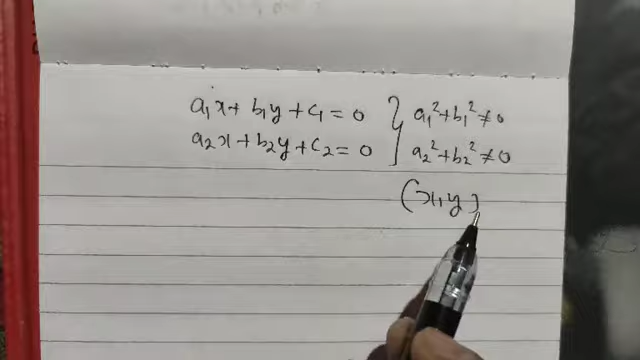 a₁x + b₁y + c₁ = 0 } a₁² + b₁² ≠ 0
a₂x + b₂y + c₂ = 0 } a₂² + b₂² ≠ 0
(x, y)